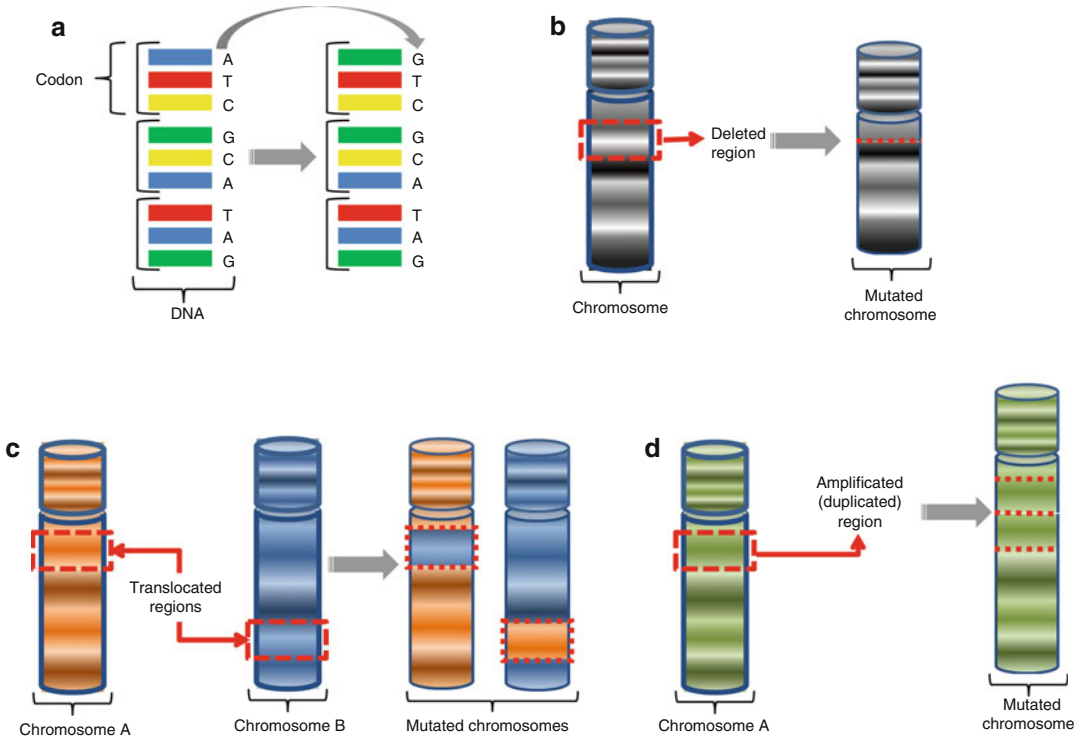 a
Codon
A
T
C
G
C
A
T
A
G
DNA
G
T
C
G
C
A
T
A
G
b
Deleted
region
Chromosome
Mutated
chromosome
c
Translocated
regions
Chromosome A
Chromosome B
Mutated chromosomes
d
Amplificated
(duplicated)
region
Chromosome A
Mutated
chromosome